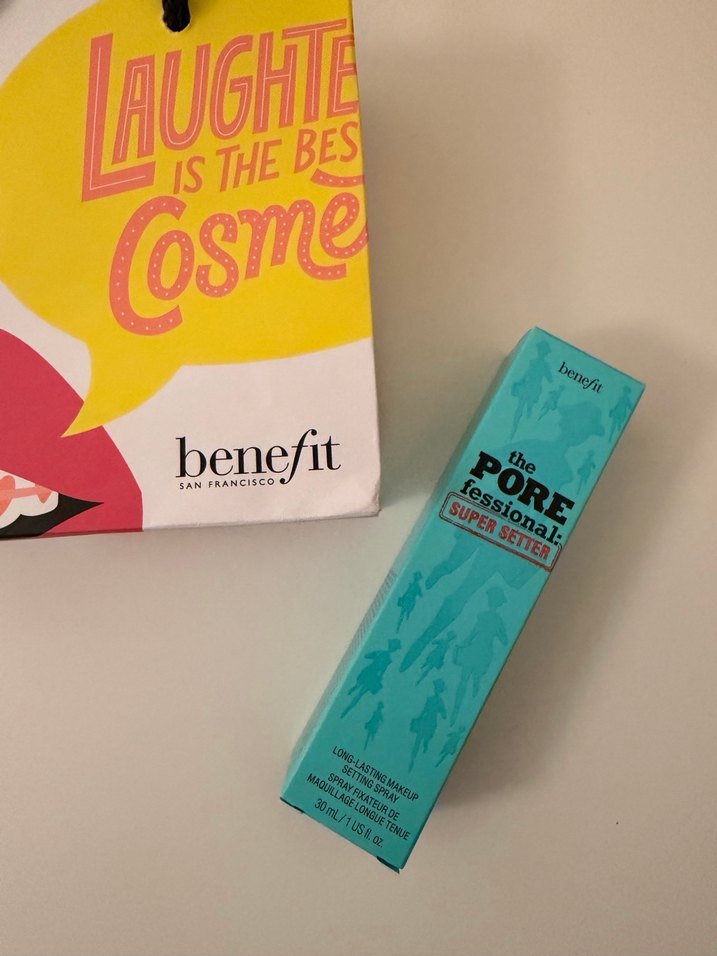 LAUGHTE
IS THE BES
Cosme
benefit
SAN FRANCISCO
benefit
the
PORE
fessional:
SUPER SETTER
LONG-LASTING MAKEUP
SETTING SPRAY
SPRAY FIXATEUR DE
MAQUILLAGE LONGUE TENUE
30 mL / 1 US fl. oz.